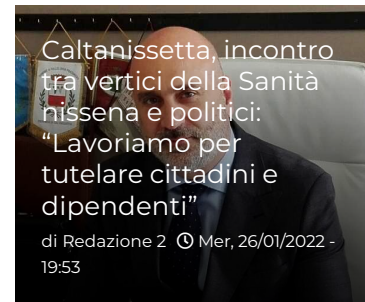 Caltanissetta, incontro
tra vertici della Sanità
nissena e politici:
“Lavoriamo per
tutelare cittadini e
dipendenti”
di Redazione 2 Mer, 26/01/2022 -
19:53